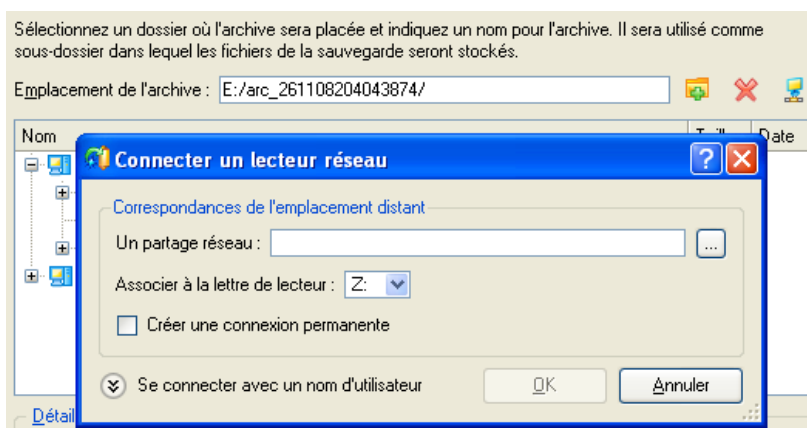 Sélectionnez un dossier où l'archive sera placée et indiquez un nom pour l'archive. Il sera utilisé comme
sous-dossier dans lequel les fichiers de la sauvegarde seront stockés.
Emplacement de l'archive : E:/arc_261108204043874/
Nom Date
Connecter un lecteur réseau
Correspondances de l'emplacement distant
Un partage réseau : ...
Associer à la lettre de lecteur : Z:
Créer une connexion permanente
Se connecter avec un nom d'utilisateur OK Annuler
Détail